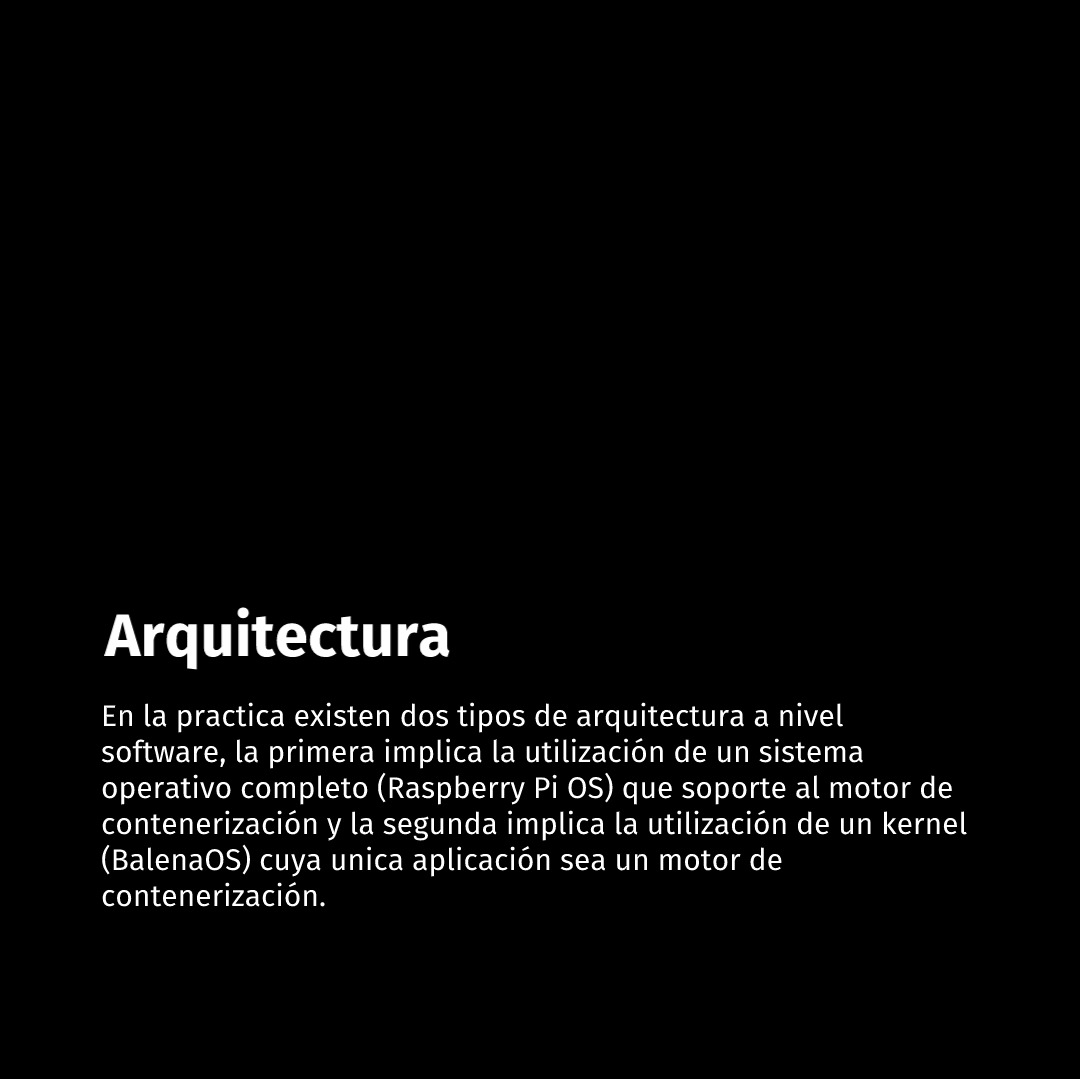 Arquitectura
En la practica existen dos tipos de arquitectura a nivel
software, la primera implica la utilización de un sistema
operativo completo (Raspberry Pi OS) que soporte al motor de
contenerización y la segunda implica la utilización de un kernel
(BalenaOS) cuya unica aplicación sea un motor de
contenerización.